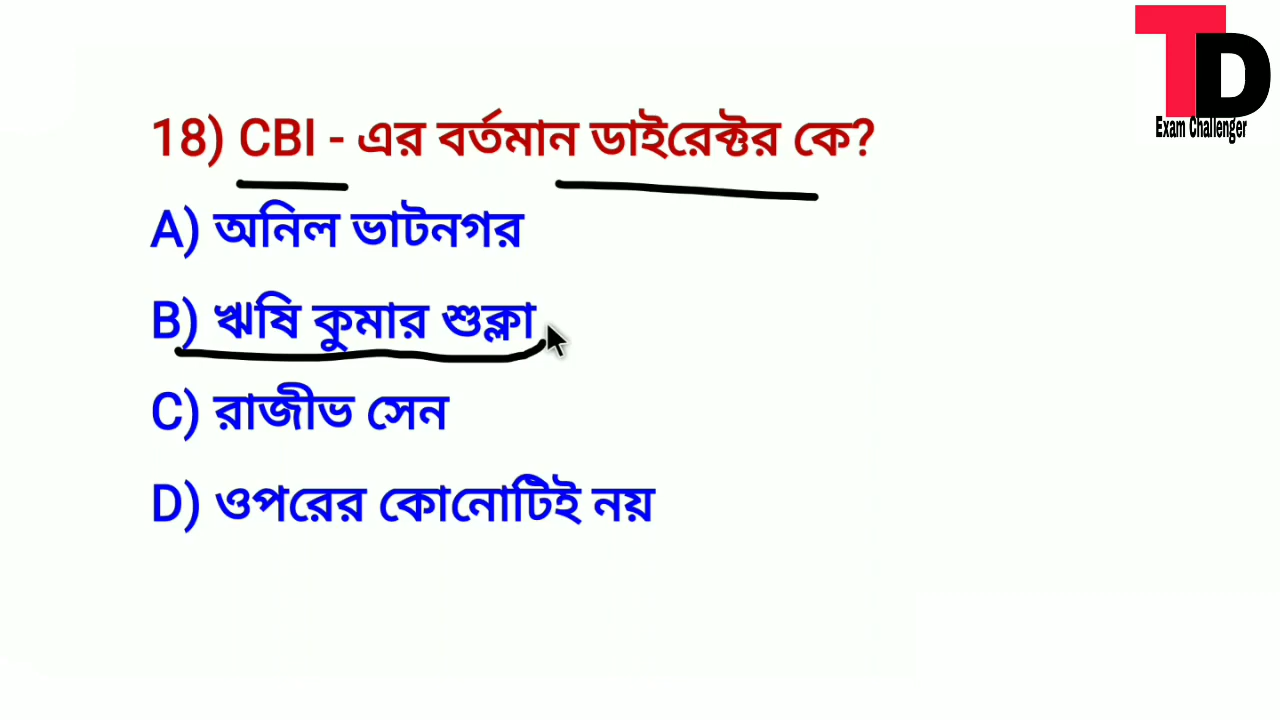 TD
Exam Challenger
18) CBI - এর বর্তমান ডাইরেক্টর কে?
A) অনিল ভাটনগর
B) ঋষি কুমার শুক্লা
C) রাজীভ সেন
D) ওপরের কোনোটিই নয়